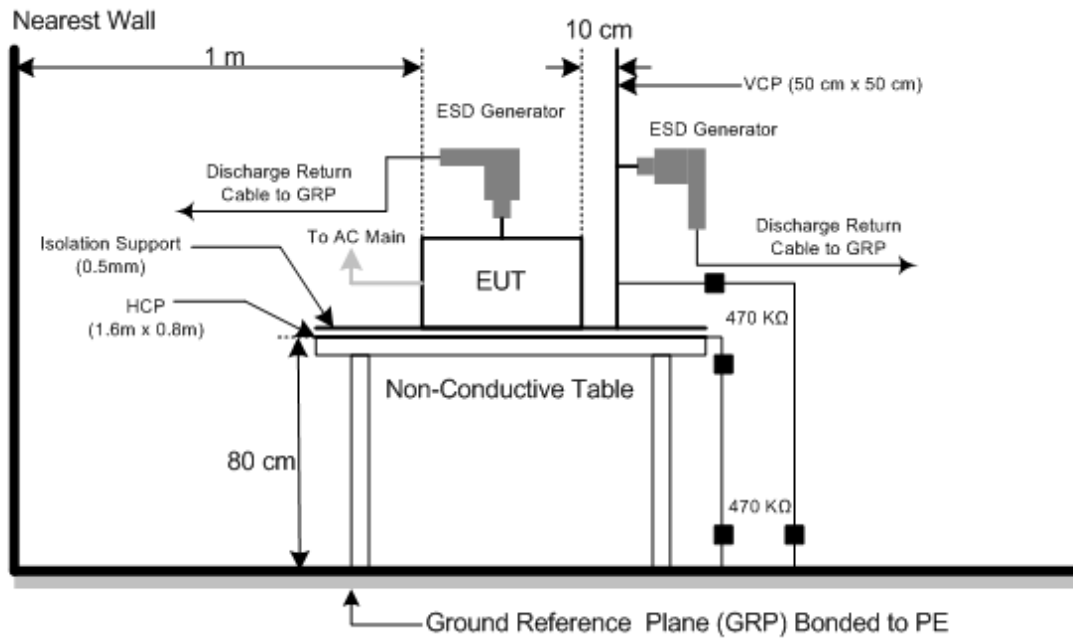 Nearest Wall
10 cm
1 m
VCP (50 cm x 50 cm)
ESD Generator
ESD Generator
Discharge Return
Cable to GRP
Discharge Return
Cable to GRP
To AC Main
Isolation Support
(0.5mm)
EUT
HCP
(1.6m x 0.8m)
470 KΩ
Non-Conductive Table
80 cm
470 KΩ
Ground Reference Plane (GRP) Bonded to PE